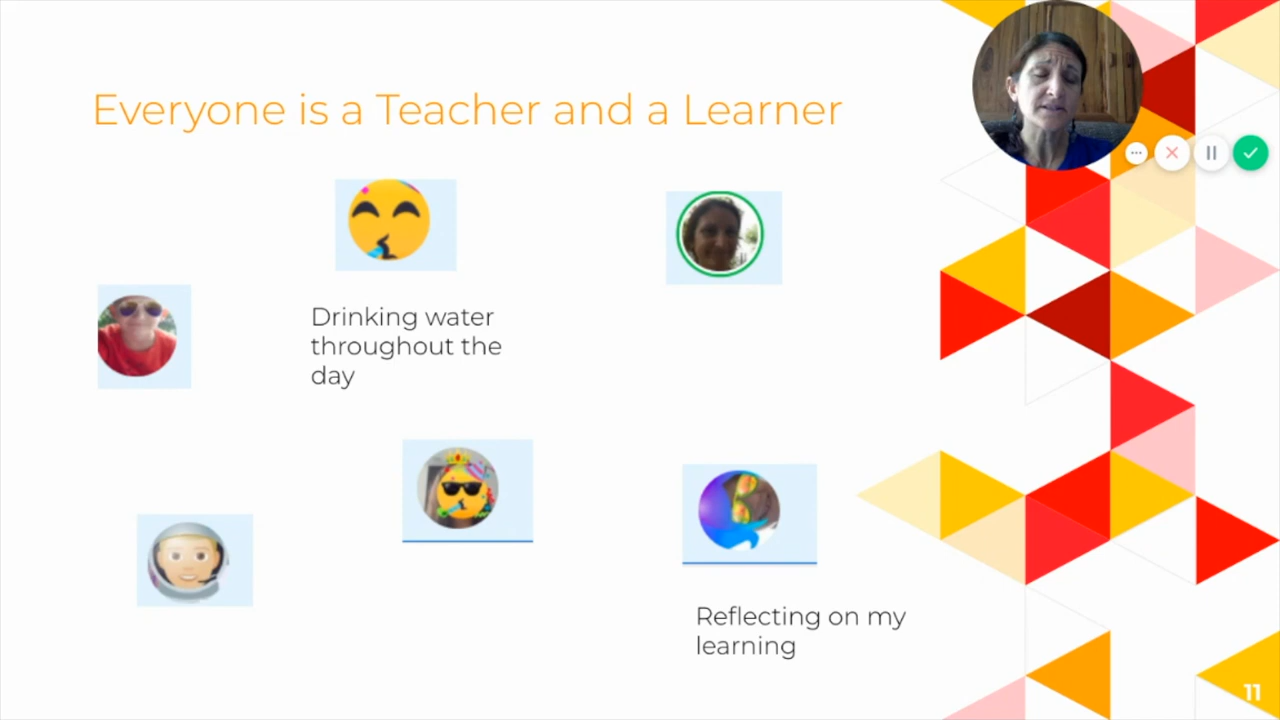 Everyone is a Teacher and a Learner
Drinking water
throughout the
day
Reflecting on my
learning
11